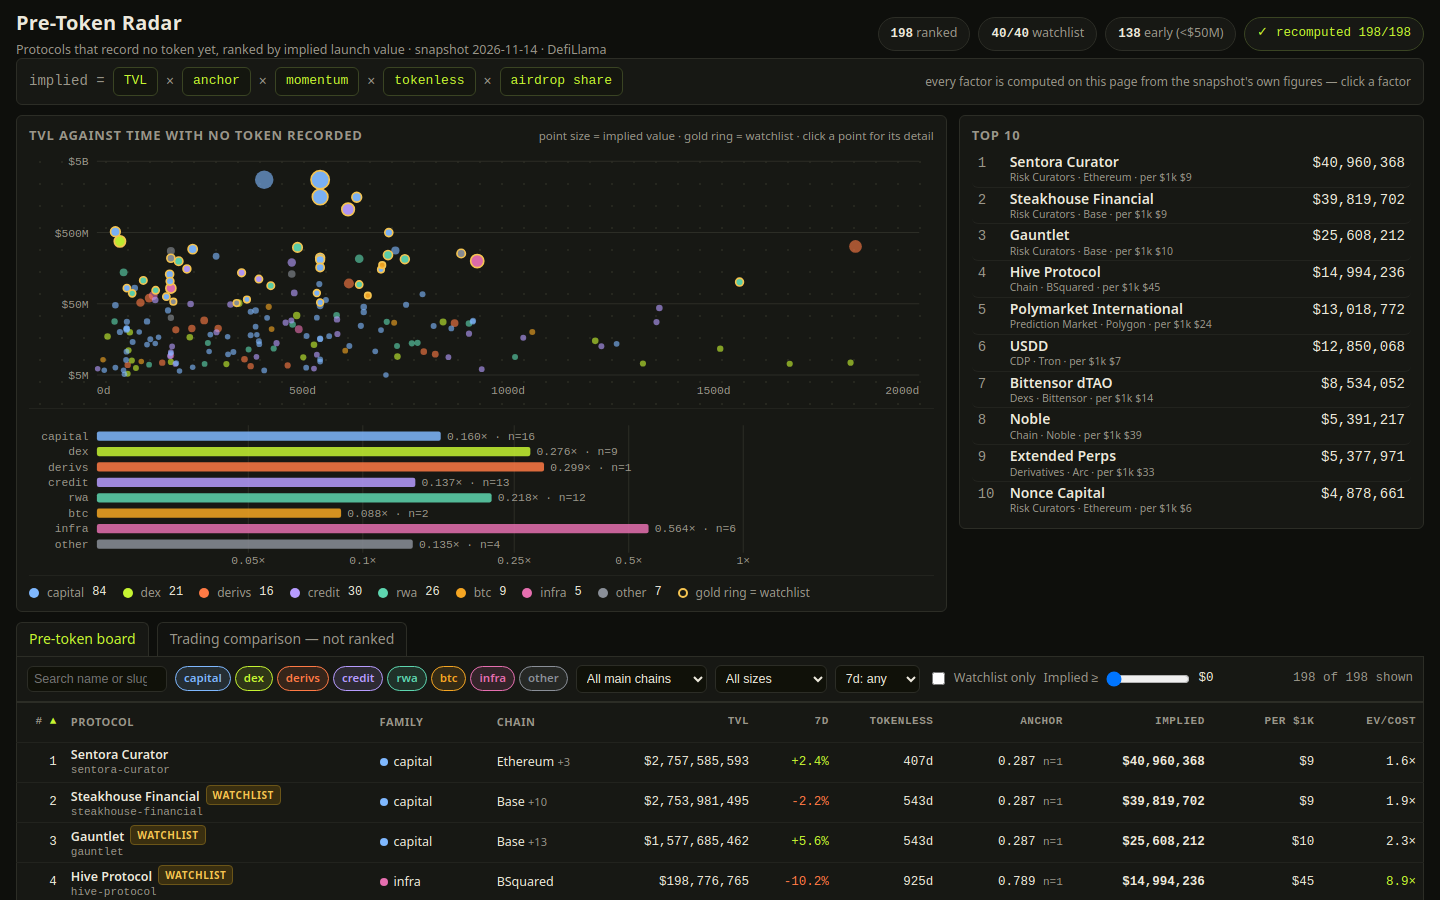 Pre-Token Radar
Protocols that record no token yet, ranked by implied launch value · snapshot 2026-11-14 · DefiLlama
198 ranked
40/40 watchlist
138 early (<$50M)
✓ recomputed 198/198
implied = TVL × anchor × momentum × tokenless × airdrop share
every factor is computed on this page from the snapshot's own figures — click a factor
TVL AGAINST TIME WITH NO TOKEN RECORDED
point size = implied value · gold ring = watchlist · click a point for its detail
$5B
$500M
$50M
$5M
0d 500d 1000d 1500d 2000d
capital 0.160× · n=16
dex 0.276× · n=9
derivs 0.299× · n=1
credit 0.137× · n=13
rwa 0.218× · n=12
btc 0.088× · n=2
infra 0.564× · n=6
other 0.135× · n=4
0.05× 0.1× 0.25× 0.5× 1×
capital 84 dex 21 derivs 16 credit 30 rwa 26 btc 9 infra 5 other 7 gold ring = watchlist
TOP 10
1 Sentora Curator $40,960,368
Risk Curators · Ethereum · per $1k $9
2 Steakhouse Financial $39,819,702
Risk Curators · Base · per $1k $9
3 Gauntlet $25,608,212
Risk Curators · Base · per $1k $10
4 Hive Protocol $14,994,236
Chain · BSquared · per $1k $45
5 Polymarket International $13,018,772
Prediction Market · Polygon · per $1k $24
6 USDD $12,850,068
CDP · Tron · per $1k $7
7 Bittensor dTAO $8,534,052
Dexs · Bittensor · per $1k $14
8 Noble $5,391,217
Chain · Noble · per $1k $39
9 Extended Perps $5,377,971
Derivatives · Arc · per $1k $33
10 Nonce Capital $4,878,661
Risk Curators · Ethereum · per $1k $6
Pre-token board
Trading comparison — not ranked
Search name or slug capital dex derivs credit rwa btc infra other All main chains All sizes 7d: any Watchlist only Implied ≥ $0 198 of 198 shown
# ▲ PROTOCOL FAMILY CHAIN TVL 7D TOKENLESS ANCHOR IMPLIED PER $1K EV/COST
1 Sentora Curator capital Ethereum +3 $2,757,585,593 +2.4% 407d 0.287 n=1 $40,960,368 $9 1.6×
sentora-curator
2 Steakhouse Financial WATCHLIST capital Base +10 $2,753,981,495 -2.2% 543d 0.287 n=1 $39,819,702 $9 1.9×
steakhouse-financial
3 Gauntlet WATCHLIST capital Base +13 $1,577,685,462 +5.6% 543d 0.287 n=1 $25,608,212 $10 2.3×
gauntlet
4 Hive Protocol WATCHLIST infra BSquared $198,776,765 -10.2% 925d 0.789 n=1 $14,994,236 $45 8.9×
hive-protocol